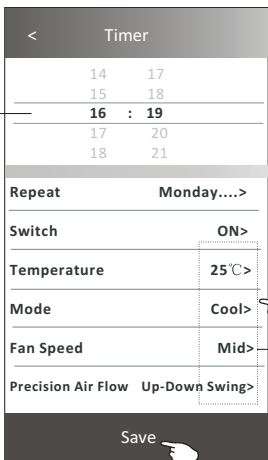 < Timer
14 17
15 18
16 : 19
17 20
18 21
Repeat Monday....>
Switch ON>
Temperature 25℃>
Mode Cool>
Fan Speed Mid>
Precision Air Flow Up-Down Swing>
Save